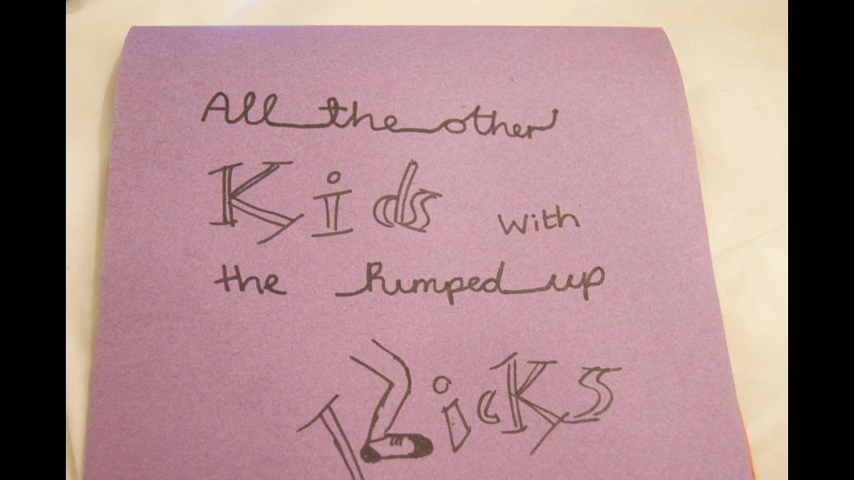 All the other
Kids with
the Pumped up
KicKs